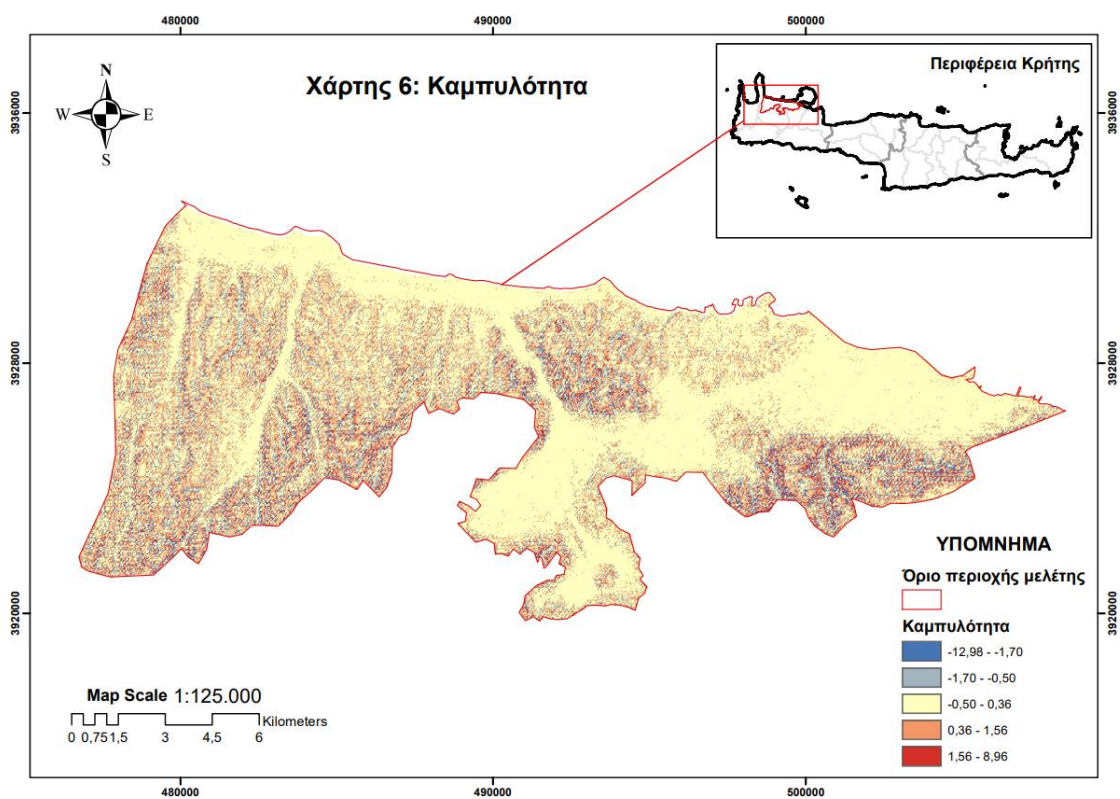 480000
490000
500000
Χάρτης 6: Καμπυλότητα
Περιφέρεια Κρήτης
N
W
E
S
3936000
3936000
3928000
3928000
3920000
3920000
ΥΠΟΜΝΗΜΑ
Όριο περιοχής μελέτης
Καμπυλότητα
-12,98 - -1,70
-1,70 - -0,50
-0,50 - 0,36
0,36 - 1,56
1,56 - 8,96
Map Scale 1:125.000
Kilometers
0 0,75 1,5 3 4,5 6
480000
490000
500000